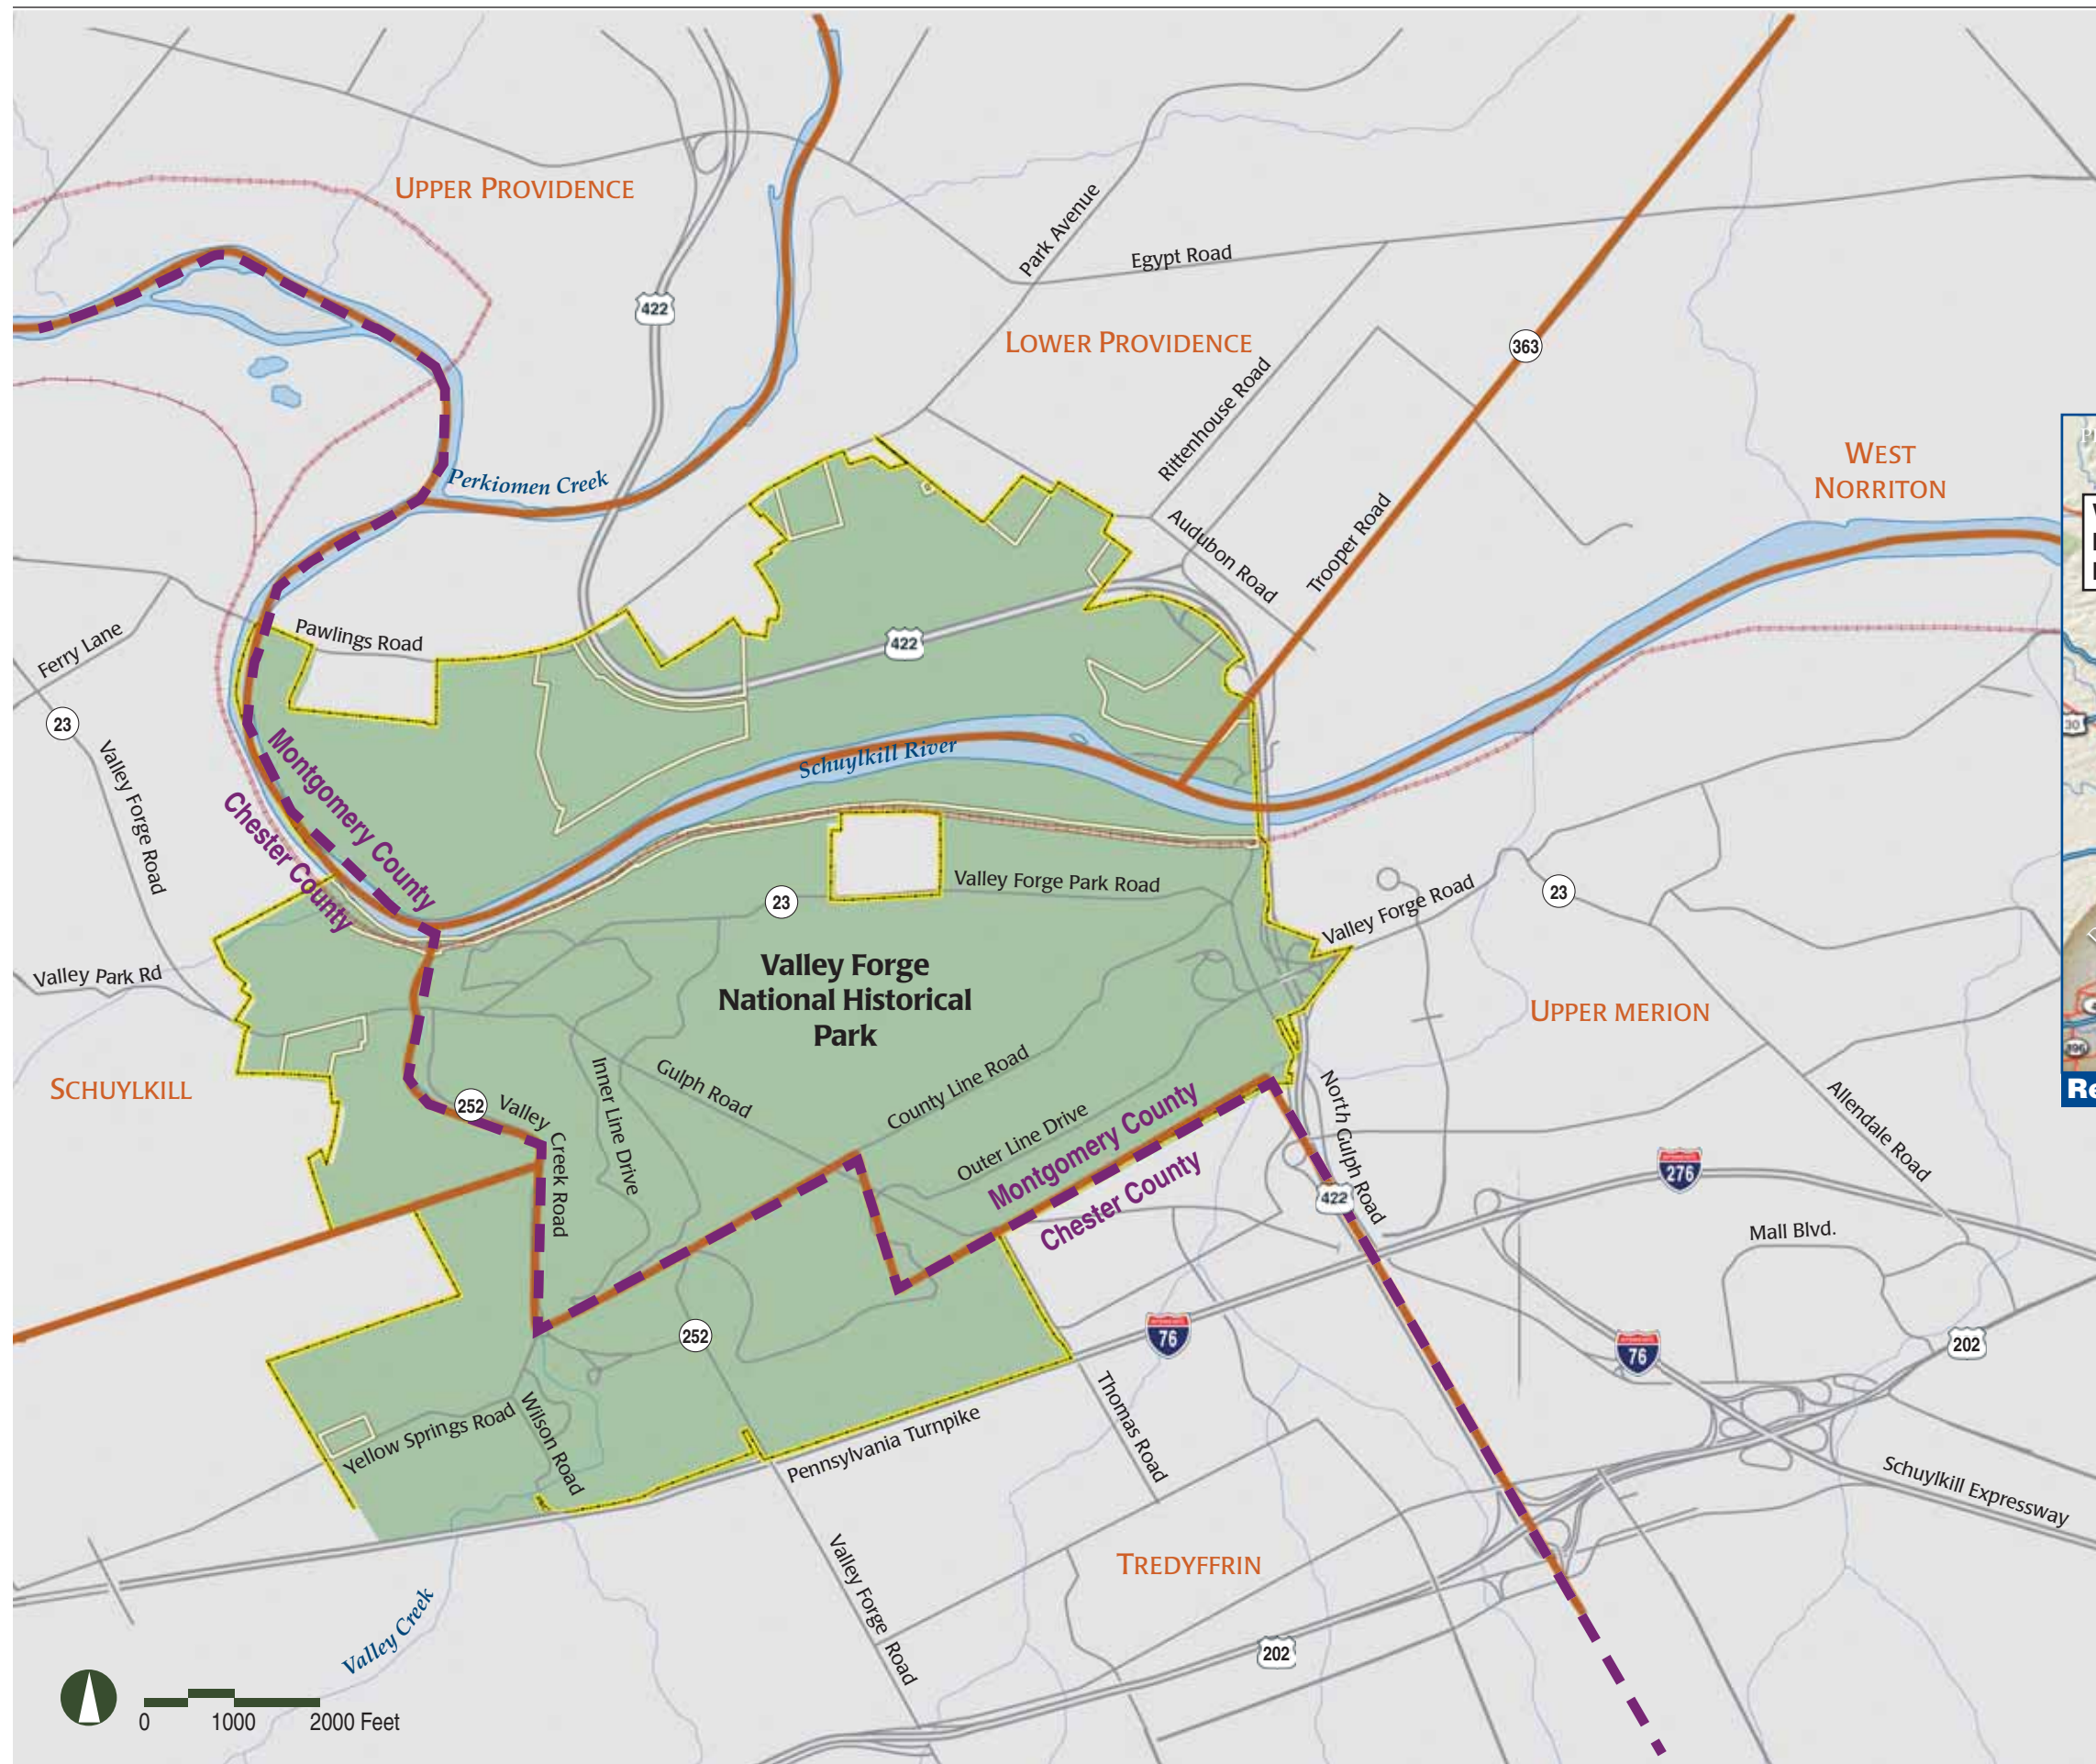 UPPER PROVIDENCE
422
Park Avenue
Egypt Road
LOWER PROVIDENCE
363
Rittenhouse Road
WEST
NORRITON
Perkiomen Creek
Audubon Road
Trooper Road
Pawlings Road
422
Ferry Lane
23
Valley Forge Road
Montgomery County
Chester County
Schuylkill River
30
Valley Forge Park Road
23
23
Valley Forge Road
Valley Park Rd
Valley Forge
National Historical
Park
UPPER MERION
SCHUYLKILL
252
Valley Creek Road
Inner Line Drive
Gulph Road
County Line Road
Outer Line Drive
Montgomery County
Chester County
North Gulph Road
422
276
Allendale Road
Mall Blvd.
252
76
76
202
Yellow Springs Road
Wilson Road
Pennsylvania Turnpike
Thomas Road
Schuylkill Expressway
TREDYFFRIN
Valley Forge Road
Valley Creek
202
0 1000 2000 Feet
Re